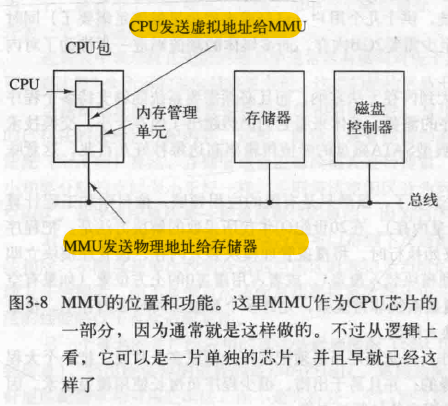 CPU发送虚拟地址给MMU
CPU包
CPU
内存管理
单元
存储器
磁盘
控制器
总线
MMU发送物理地址给存储器
图3-8 MMU的位置和功能。这里MMU作为CPU芯片的
一部分，因为通常就是这样做的。不过从逻辑上
看，它可以是一片单独的芯片，并且早就已经这
样了